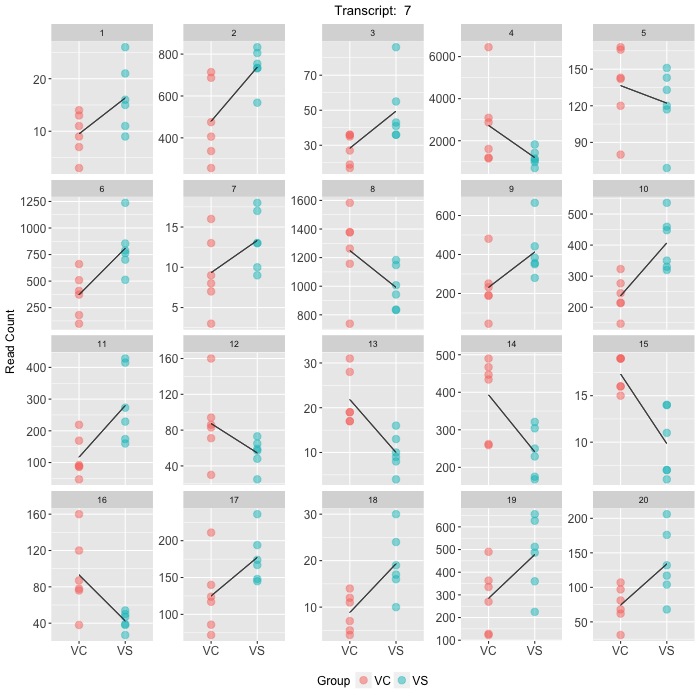 Transcript: 7
1 2 3 4 5
20 800 70 6000 150
10 600 50 4000 120
400 30 2000 90
6 7 8 9 10
1250 15 1600 600 500
1000 10 1400 400 400
750 5 1200 200 300
500 1000 200
250 800
Read Count
11 12 13 14 15
400 160 30 500 15
300 120 20 400 10
200 80 10 300
100 40 200
16 17 18 19 20
160 200 30 600 200
120 150 20 500 150
80 100 10 400 100
40 300 50
200
100
VC VS VC VS VC VS VC VS VC VS
Group VC VS